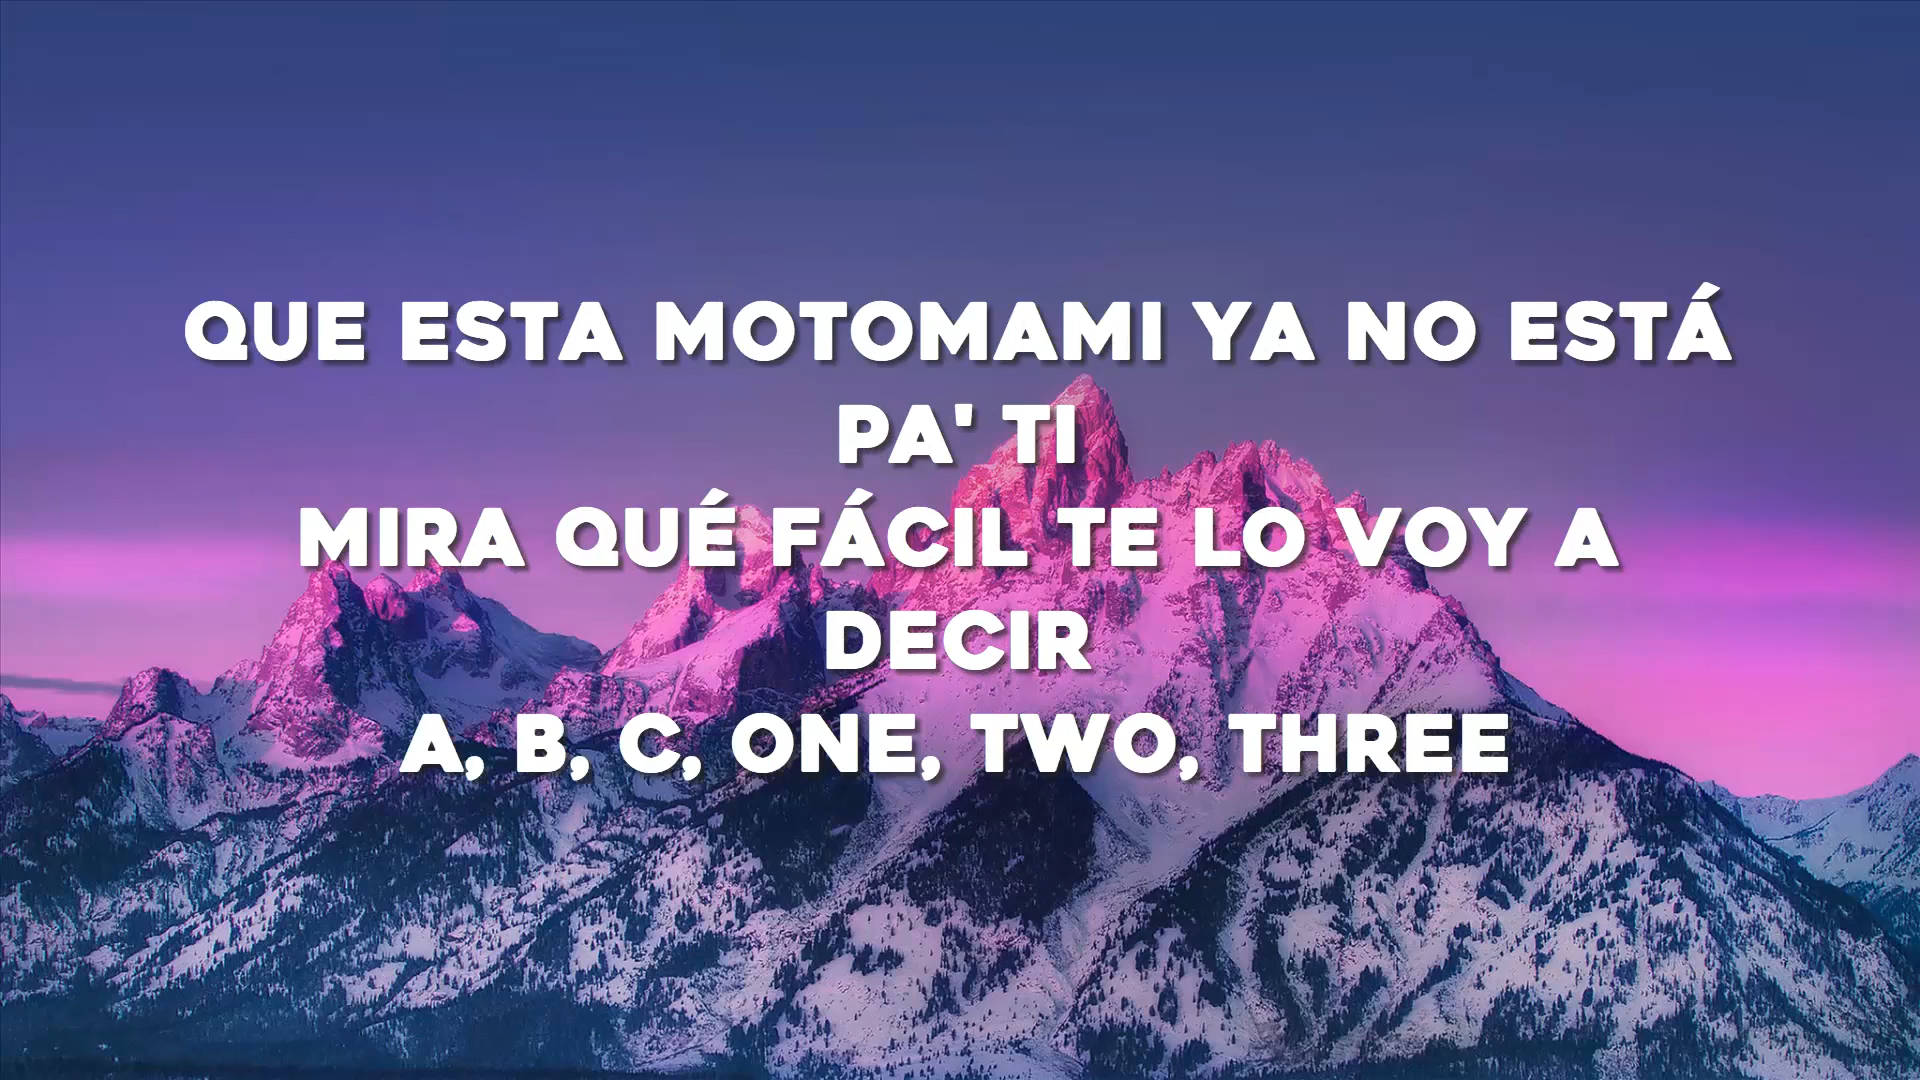 QUE ESTA MOTOMAMI YA NO ESTÁ
PA' TI
MIRA QUÉ FÁCIL TE LO VOY A
DECIR
A, B, C, ONE, TWO, THREE